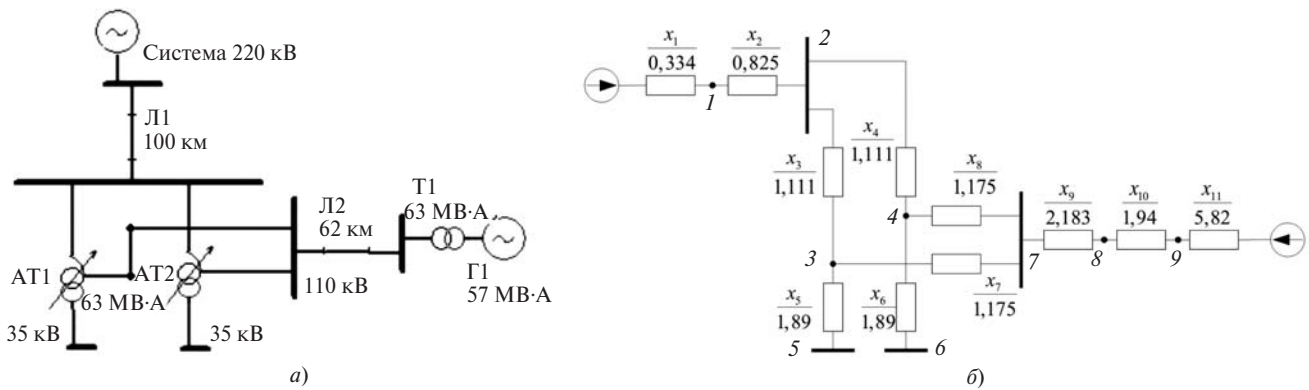 Система 220 кВ
Л1
100 км
АТ1
63 МВ·А
АТ2
35 кВ
35 кВ
Л2
62 км
110 кВ
Т1
63 МВ·А
Г1
57 МВ·А
а)
x₁
0,334
1
x₂
0,825
2
x₃
1,111
x₄
1,111
x₈
1,175
4
3
x₇
1,175
7
x₉
2,183
8
x₁₀
1,94
9
x₁₁
5,82
x₅
1,89
x₆
1,89
5
6
б)